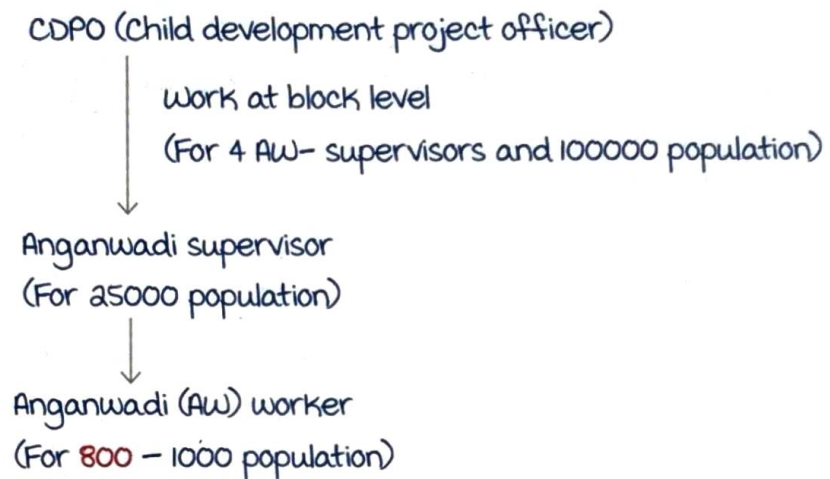 CDPO (Child development project officer)
Work at block level
(For 4 AW- supervisors and 100000 population)
Anganwadi supervisor
(For 25000 population)
Anganwadi (AW) worker
(For 800 – 1000 population)